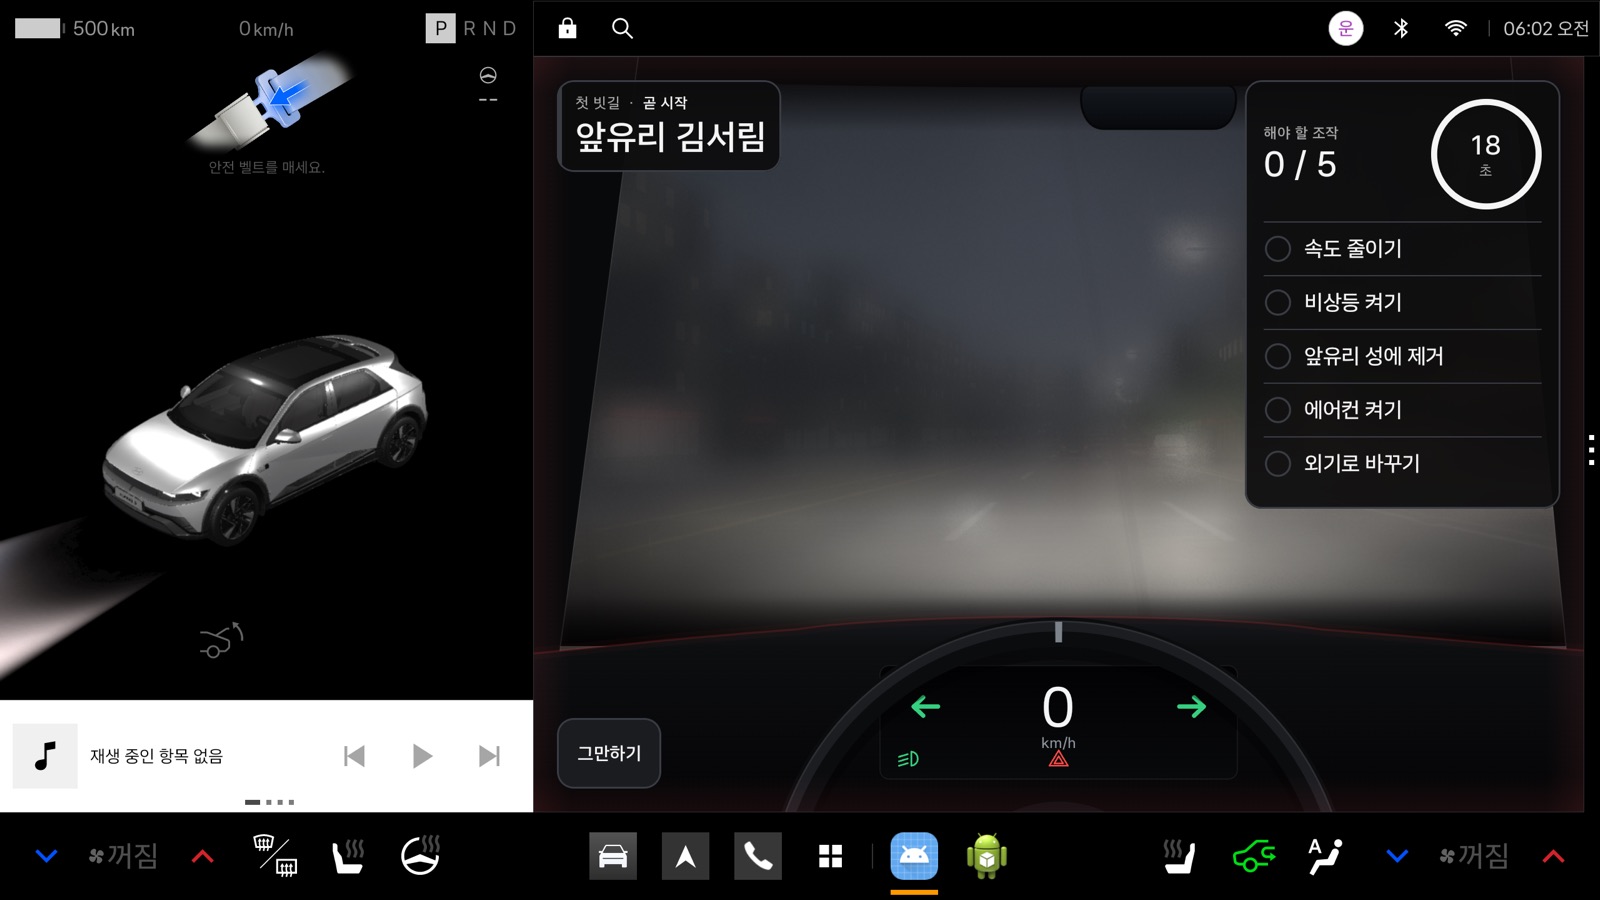 500 km
0 km/h
P R N D
06:02 오전
운
--
안전 벨트를 매세요.
첫 빗길 · 곧 시작
앞유리 김서림
해야 할 조작
0 / 5
18
초
속도 줄이기
비상등 켜기
앞유리 성에 제거
에어컨 켜기
외기로 바꾸기
0
km/h
그만하기
재생 중인 항목 없음
꺼짐
A
꺼짐